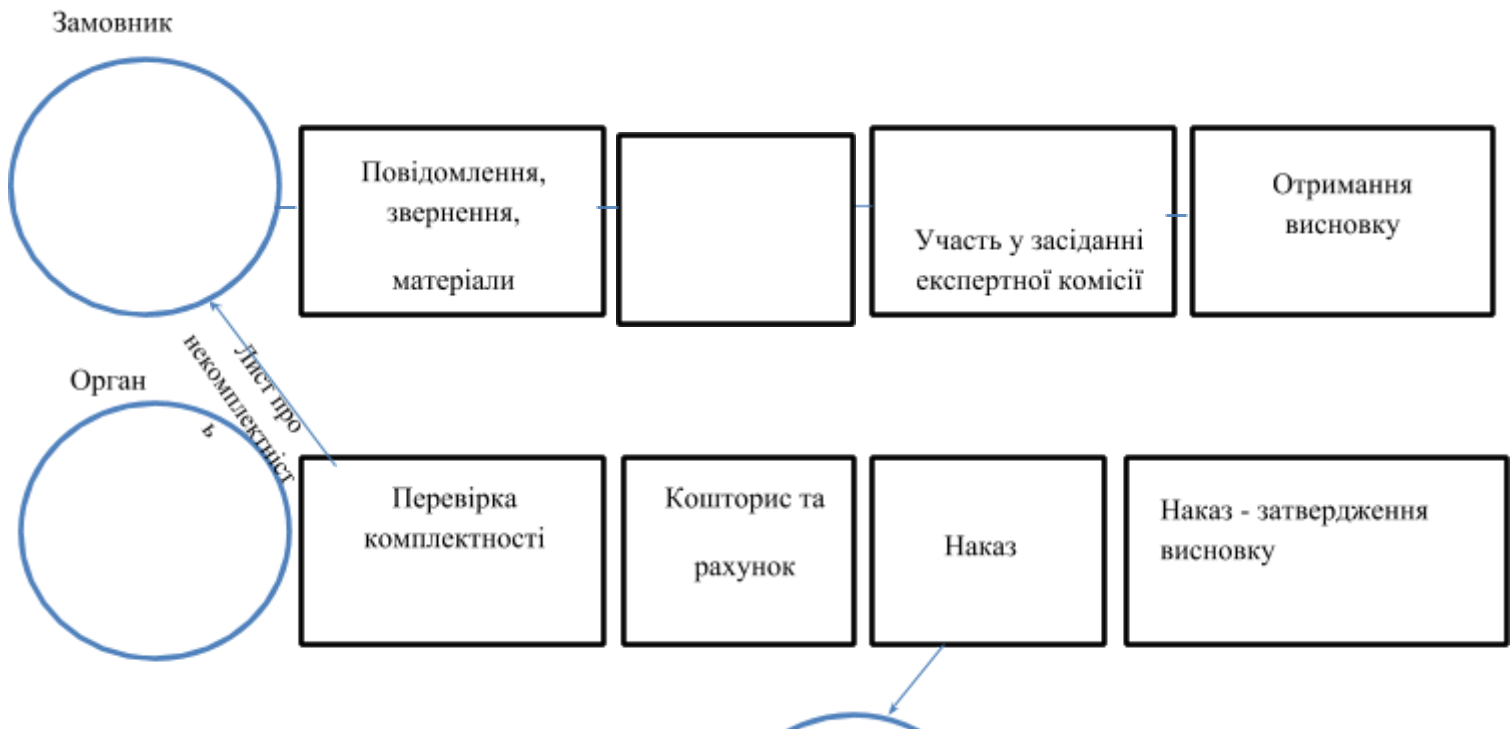 Замовник
Повідомлення,
звернення,
матеріали
Участь у засіданні
експертної комісії
Отримання
висновку
Лист про
некомплектніст
ь
Орган
Перевірка
комплектності
Кошторис та
рахунок
Наказ
Наказ - затвердження
висновку